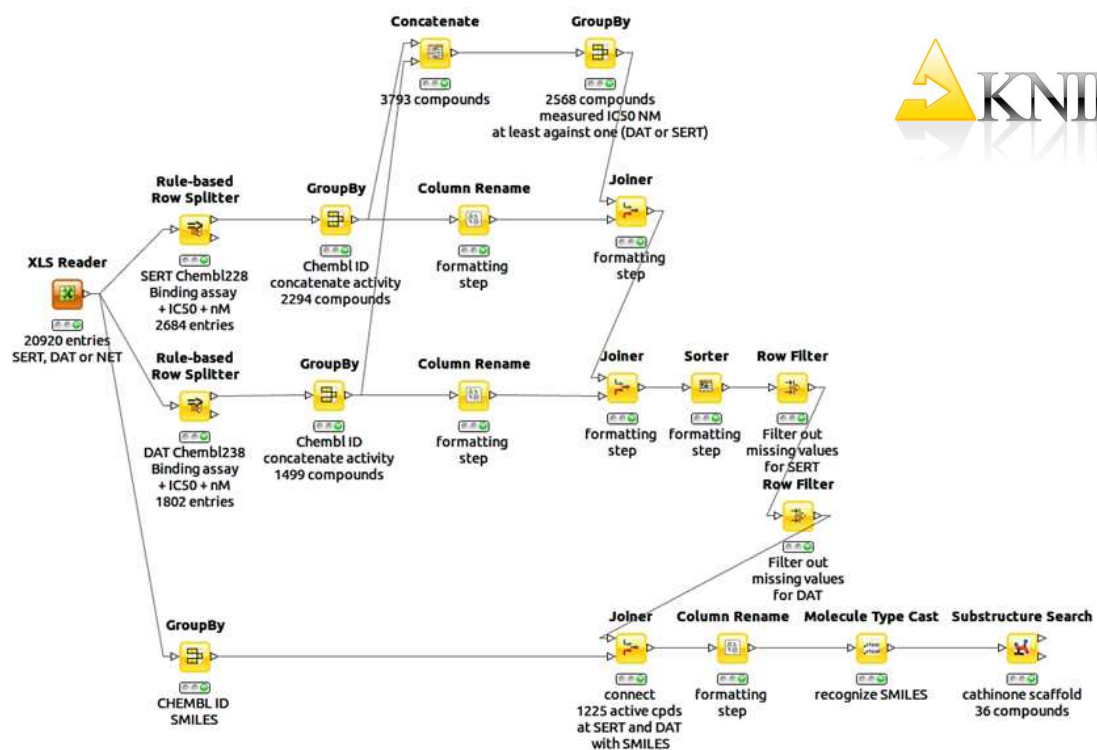 Concatenate
3793 compounds
GroupBy
2568 compounds
measured IC50 NM
at least against one (DAT or SERT)
KNI
Rule-based
Row Splitter
SERT Chembl228
Binding assay
+ IC50 + nM
2684 entries
GroupBy
Chembl ID
concatenate activity
2294 compounds
Column Rename
formatting
step
Joiner
formatting
step
XLS Reader
20920 entries
SERT, DAT or NET
Rule-based
Row Splitter
DAT Chembl238
Binding assay
+ IC50 + nM
1802 entries
GroupBy
Chembl ID
concatenate activity
1499 compounds
Column Rename
formatting
step
Joiner
formatting
step
Sorter
formatting
step
Row Filter
Filter out
missing values
for SERT
Row Filter
Filter out
missing values
for DAT
GroupBy
CHEMBL ID
SMILES
Joiner
connect
1225 active cpds
at SERT and DAT
with SMILES
Column Rename
formatting
step
Molecule Type Cast
recognize SMILES
Substructure Search
cathinone scaffold
36 compounds